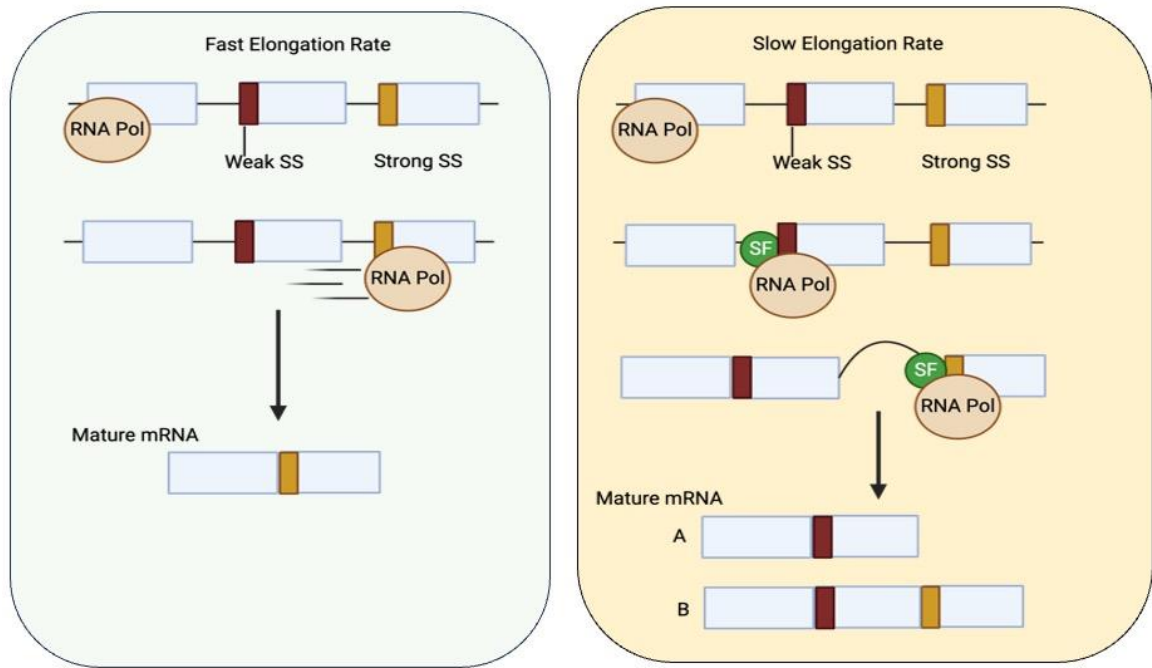 Fast Elongation Rate
RNA Pol
Weak SS
Strong SS
RNA Pol
Mature mRNA
Slow Elongation Rate
RNA Pol
Weak SS
Strong SS
SF
RNA Pol
SF
RNA Pol
Mature mRNA
A
B